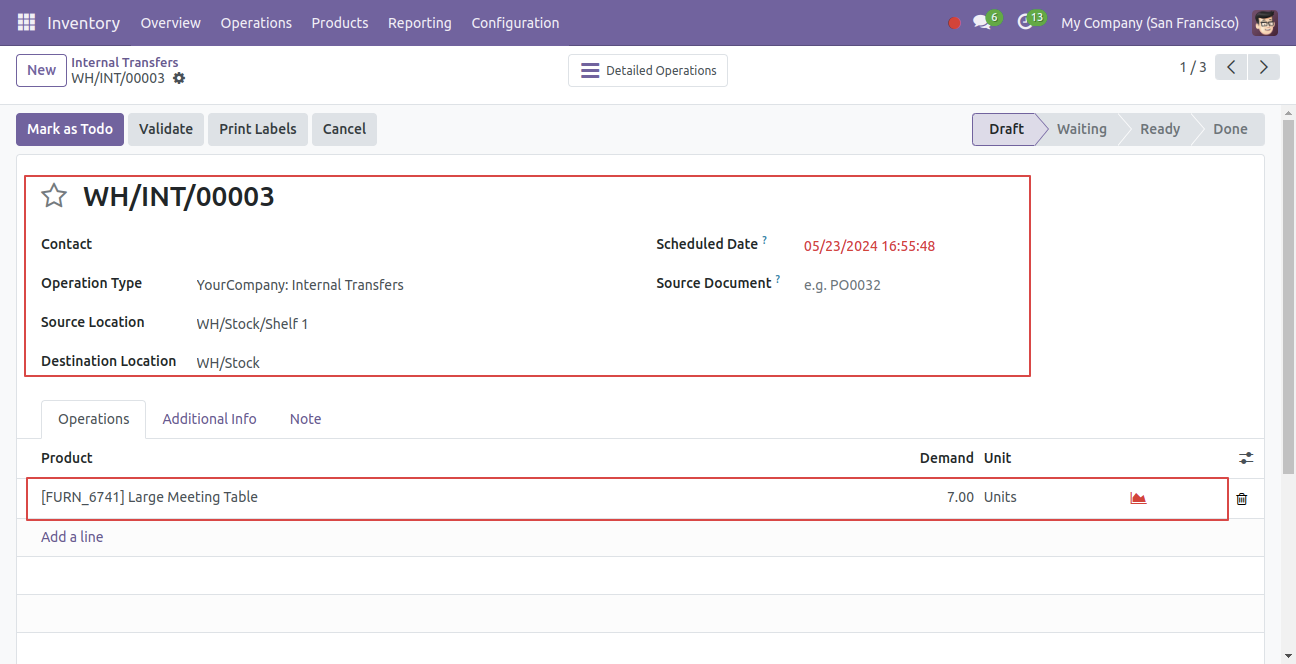 Inventory Overview Operations Products Reporting Configuration 6 13 My Company (San Francisco)
New Internal Transfers
WH/INT/00003
Detailed Operations
1 / 3
Mark as Todo Validate Print Labels Cancel Draft Waiting Ready Done
WH/INT/00003
Contact Scheduled Date ? 05/23/2024 16:55:48
Operation Type YourCompany: Internal Transfers Source Document ? e.g. PO0032
Source Location WH/Stock/Shelf 1
Destination Location WH/Stock
Operations Additional Info Note
Product Demand Unit
[FURN_6741] Large Meeting Table 7.00 Units
Add a line